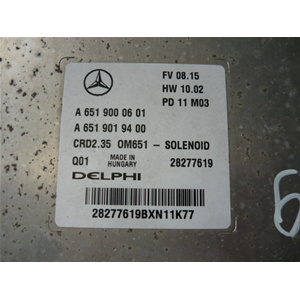 FV 08.15
HW 10.02
PD 11 M03
A 651 900 06 01
A 651 901 94 00
CRD2.35 OM651 - SOLENOID
Q01 MADE IN HUNGARY 28277619
DELPHI
28277619BXN11K77